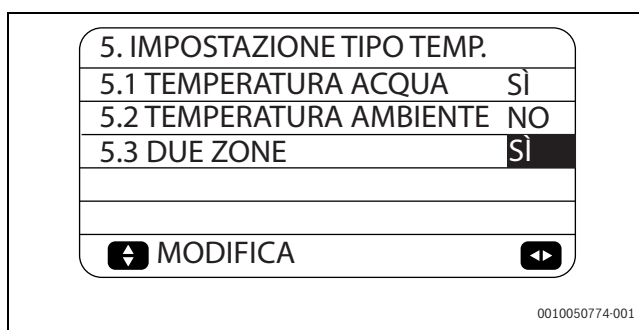 5. IMPOSTAZIONE TIPO TEMP.
5.1 TEMPERATURA ACQUA SÌ
5.2 TEMPERATURA AMBIENTE NO
5.3 DUE ZONE SÌ
MODIFICA
0010050774-001